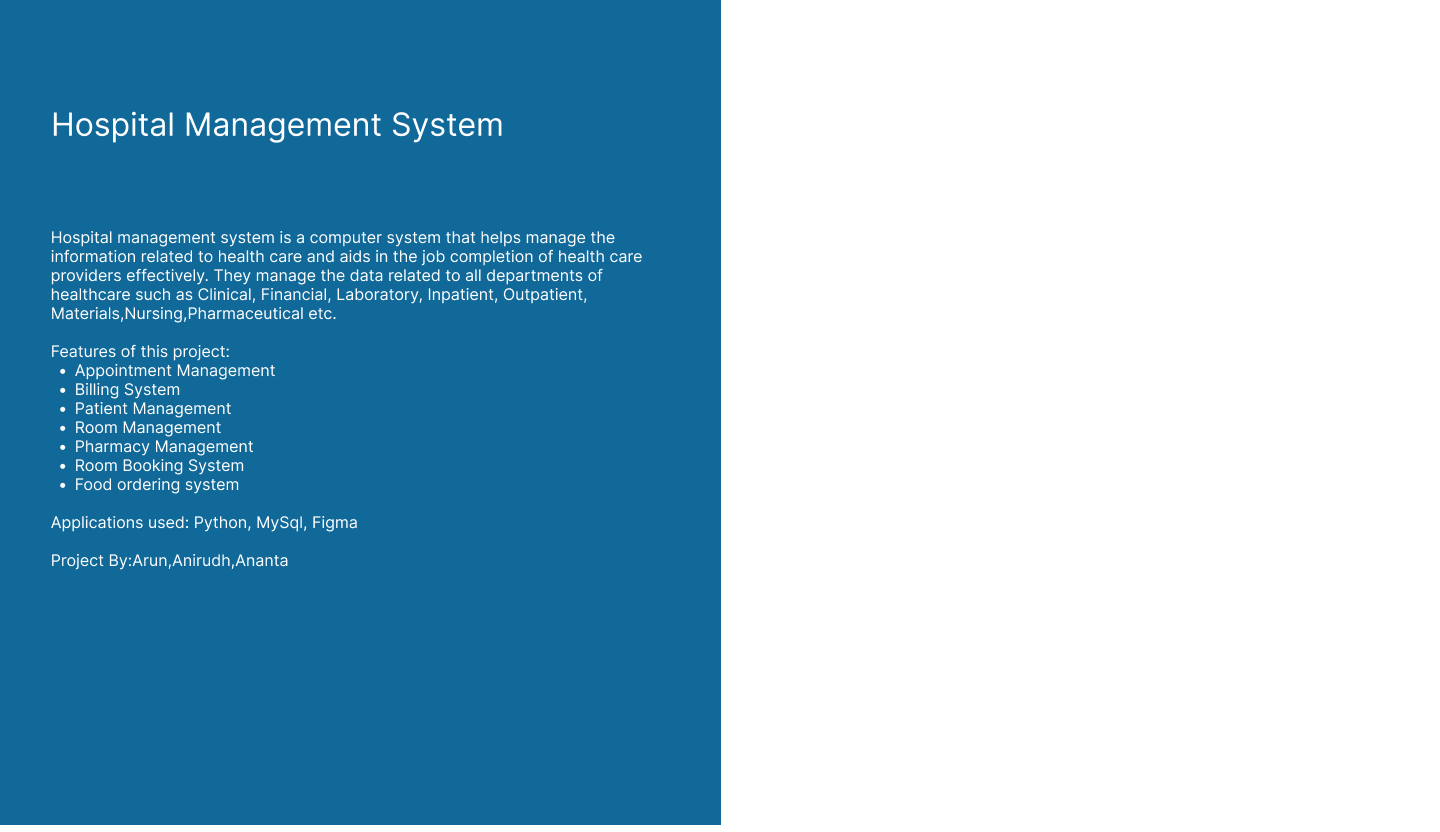 Hospital Management System
Hospital management system is a computer system that helps manage the
information related to health care and aids in the job completion of health care
providers effectively. They manage the data related to all departments of
healthcare such as Clinical, Financial, Laboratory, Inpatient, Outpatient,
Materials,Nursing,Pharmaceutical etc.
Features of this project:
• Appointment Management
• Billing System
• Patient Management
• Room Management
• Pharmacy Management
• Room Booking System
• Food ordering system
Applications used: Python, MySql, Figma
Project By:Arun,Anirudh,Ananta